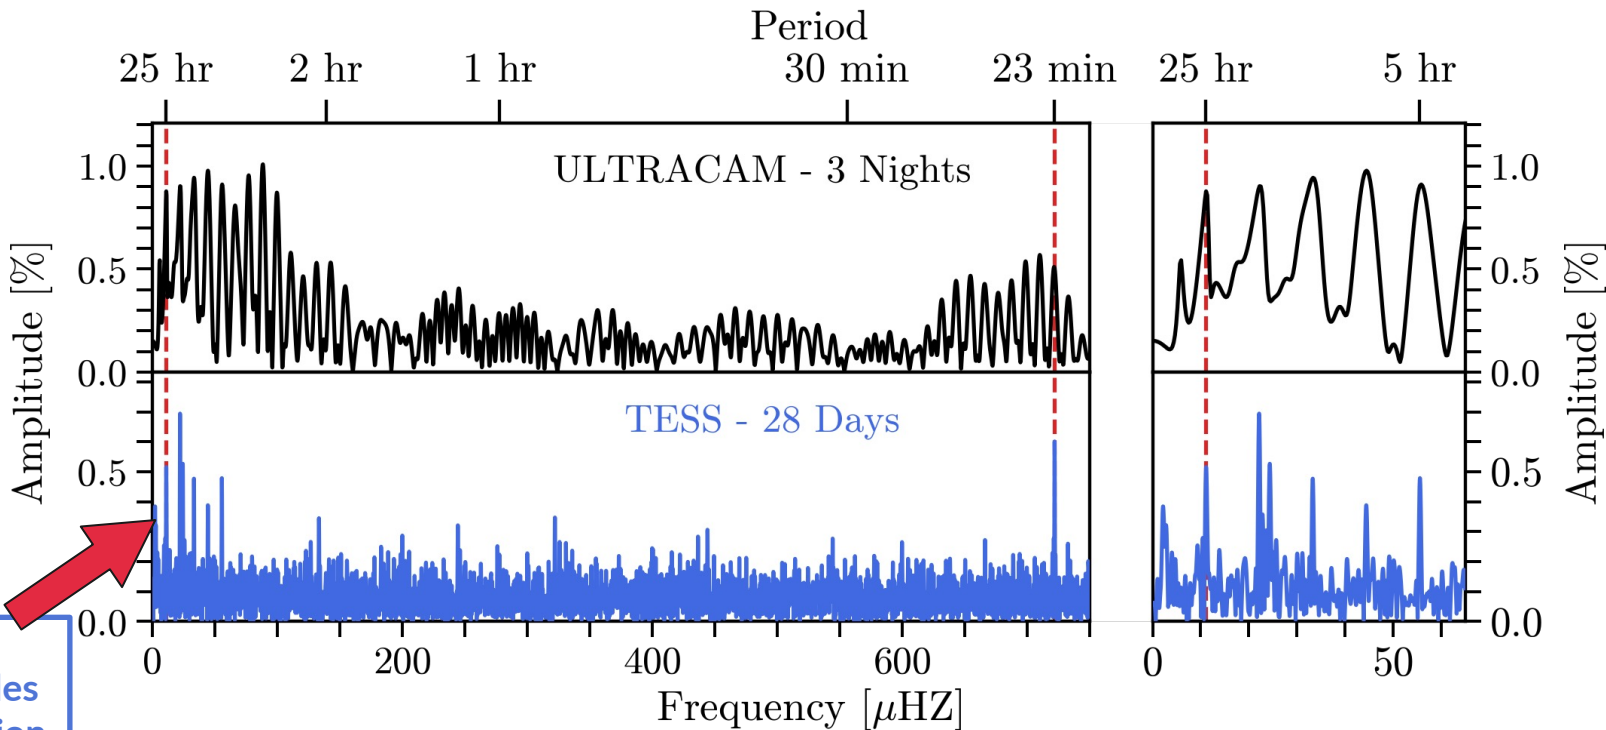 Period
25 hr 2 hr 1 hr 30 min 23 min 25 hr 5 hr
ULTRACAM - 3 Nights
1.0 1.0
0.5 0.5
0.0 0.0
Amplitude [%] Amplitude [%]
TESS - 28 Days
0.5 0.5
0.0 0.0
Amplitude [%] Amplitude [%]
0 200 400 600 0 50
Frequency [μHZ]